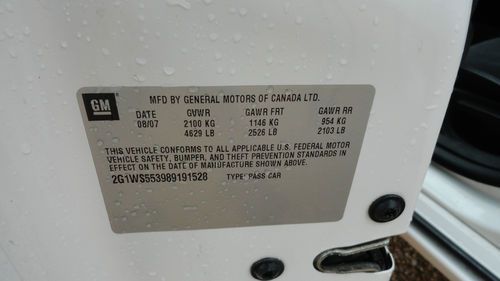 GM
MFD BY GENERAL MOTORS OF CANADA LTD.
DATE GVWR GAWR FRT GAWR RR
08/07 2100 KG 1146 KG 954 KG
4629 LB 2526 LB 2103 LB
THIS VEHICLE CONFORMS TO ALL APPLICABLE U.S. FEDERAL MOTOR
VEHICLE SAFETY, BUMPER, AND THEFT PREVENTION STANDARDS IN
EFFECT ON THE DATE OF MANUFACTURE SHOWN ABOVE.
2G1WS553989191528 TYPE: PASS CAR